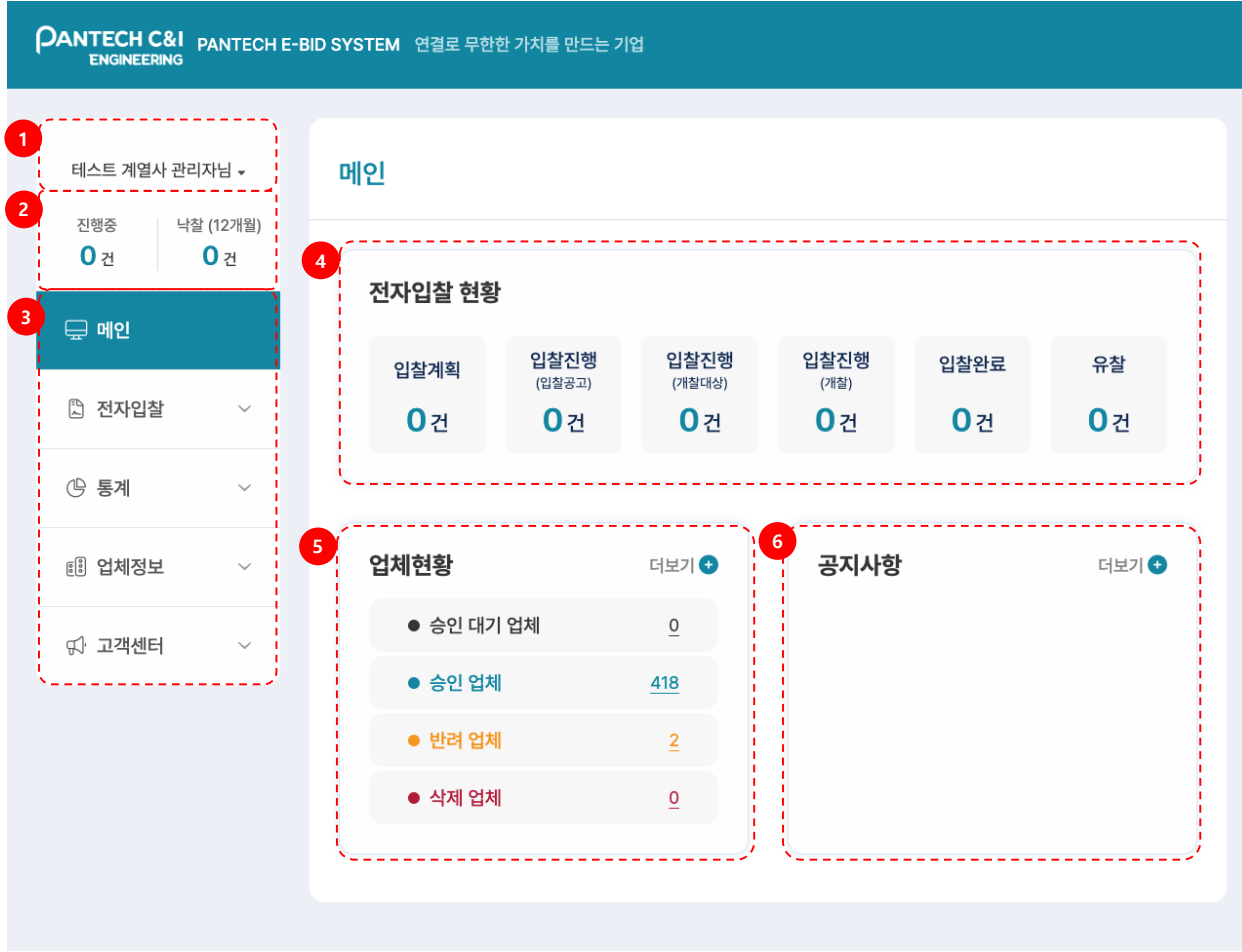 PANTECH C&I
ENGINEERING
PANTECH E-BID SYSTEM 연결로 무한한 가치를 만드는 기업
1
테스트 계열사 관리자님
2
진행중
0 건
낙찰 (12개월)
0 건
3
메인
전자입찰
통계
업체정보
고객센터
메인
4
전자입찰 현황
입찰계획
0 건
입찰진행
(입찰공고)
0 건
입찰진행
(개찰대상)
0 건
입찰진행
(개찰)
0 건
입찰완료
0 건
유찰
0 건
5
업체현황 더보기
승인 대기 업체 0
승인 업체 418
반려 업체 2
삭제 업체 0
6
공지사항 더보기